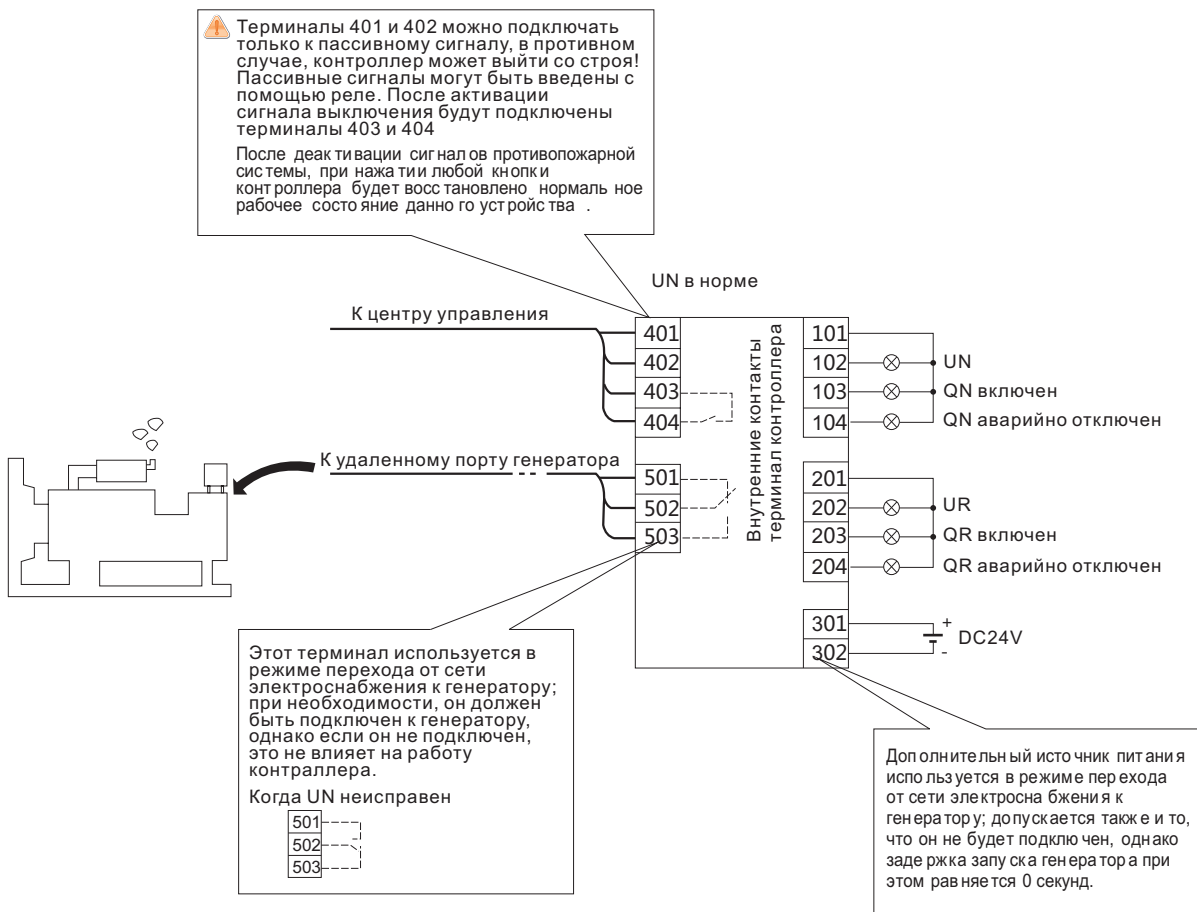 Терминалы 401 и 402 можно подключать
только к пассивному сигналу, в противном
случае, контроллер может выйти со строя!
Пассивные сигналы могут быть введены с
помощью реле. После активации
сигнала выключения будут подключены
терминалы 403 и 404
После деактивации сигналов противопожарной
системы, при нажатии любой кнопки
контроллера будет восстановлено нормальное
рабочее состояние данного устройства .
UN в норме
К центру управления
401
402
403
404
К удаленному порту генератора
501
502
503
Внутренние контакты
терминал контроллера
101
102
103
104
UN
QN включен
QN аварийно отключен
201
202
203
204
UR
QR включен
QR аварийно отключен
301
302
+
-
DC24V
Этот терминал используется в
режиме перехода от сети
электроснабжения к генератору;
при необходимости, он должен
быть подключен к генератору,
однако если он не подключен,
это не влияет на работу
контраллера.
Когда UN неисправен
501
502
503
Дополнительный источник питания
используется в режиме перехода
от сети электроснабжения к
генератору; допускается также и то,
что он не будет подключен, однако
задержка запуска генератора при
этом равняется 0 секунд.